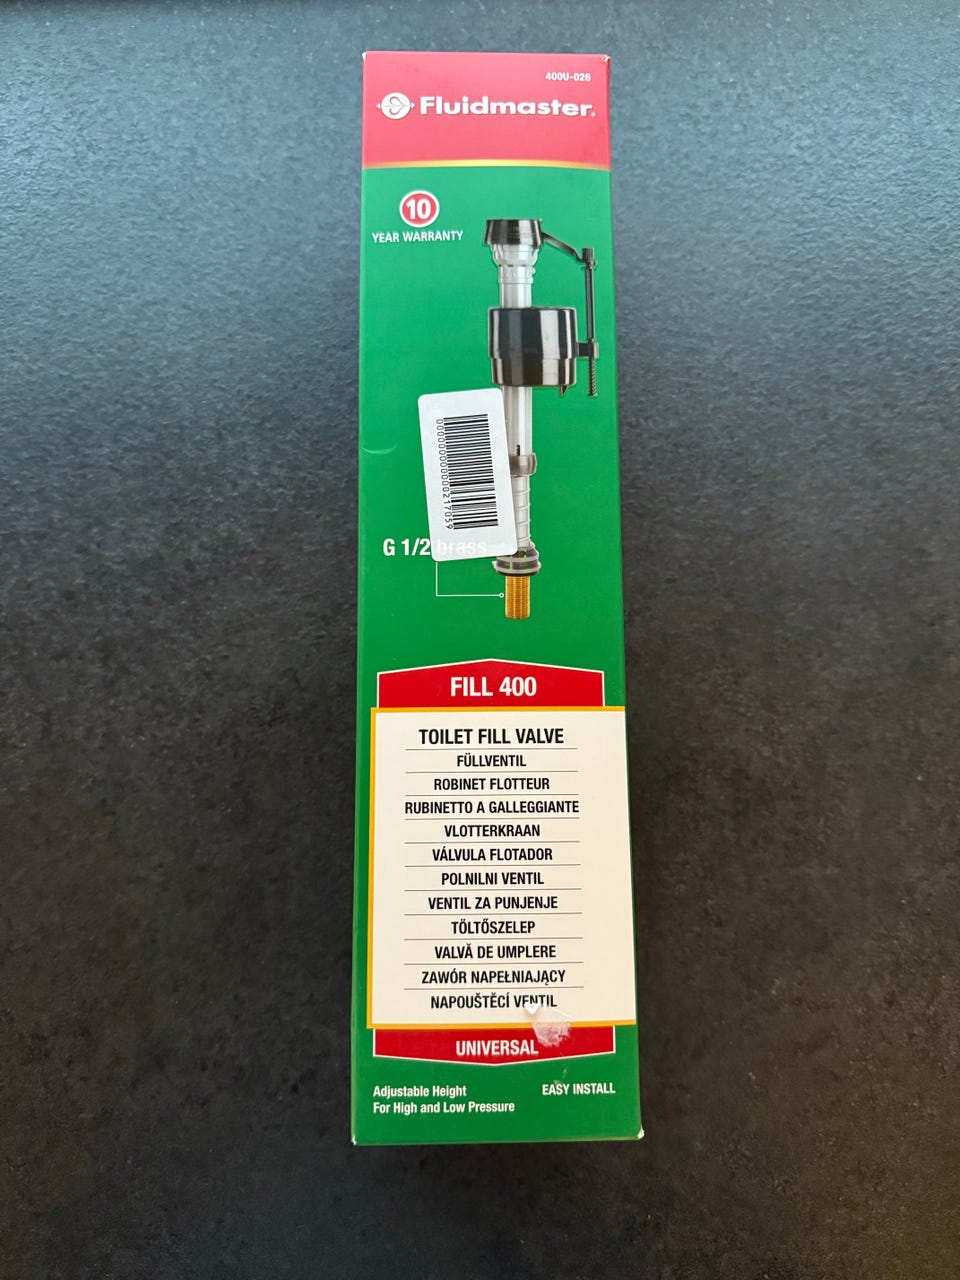 400U-026
Fluidmaster®
10
YEAR WARRANTY
0000000000000217059
G 1/2 brass
FILL 400
TOILET FILL VALVE
FÜLLVENTIL
ROBINET FLOTTEUR
RUBINETTO A GALLEGGIANTE
VLOTTERKRAAN
VÁLVULA FLOTADOR
POLNILNI VENTIL
VENTIL ZA PUNJENJE
TÖLTŐSZELEP
VALVĂ DE UMPLERE
ZAWÓR NAPEŁNIAJĄCY
NAPOUŠTĚCÍ VENTIL
UNIVERSAL
Adjustable Height
For High and Low Pressure
EASY INSTALL